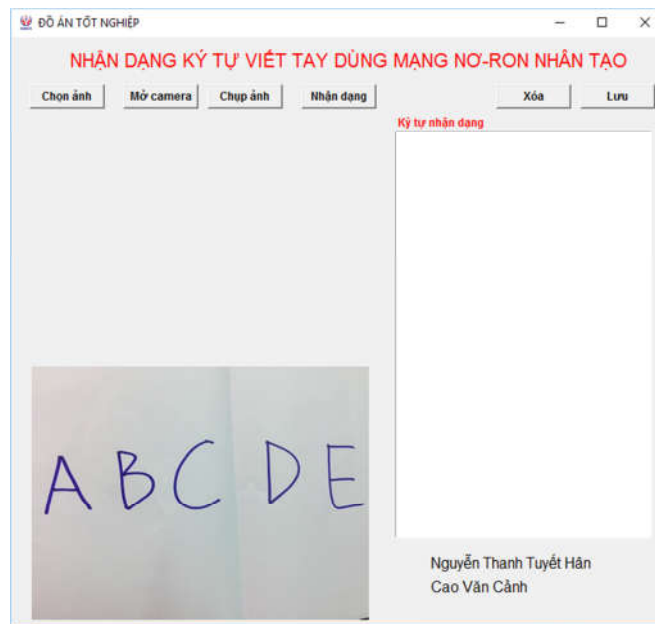 ĐỒ ÁN TỐT NGHIỆP
NHẬN DẠNG KÝ TỰ VIẾT TAY DÙNG MẠNG NƠ-RON NHÂN TẠO
Chọn ảnh Mở camera Chụp ảnh Nhận dạng Xóa Lưu
Ký tự nhận dạng
A B C D E
Nguyễn Thanh Tuyết Hân
Cao Văn Cảnh